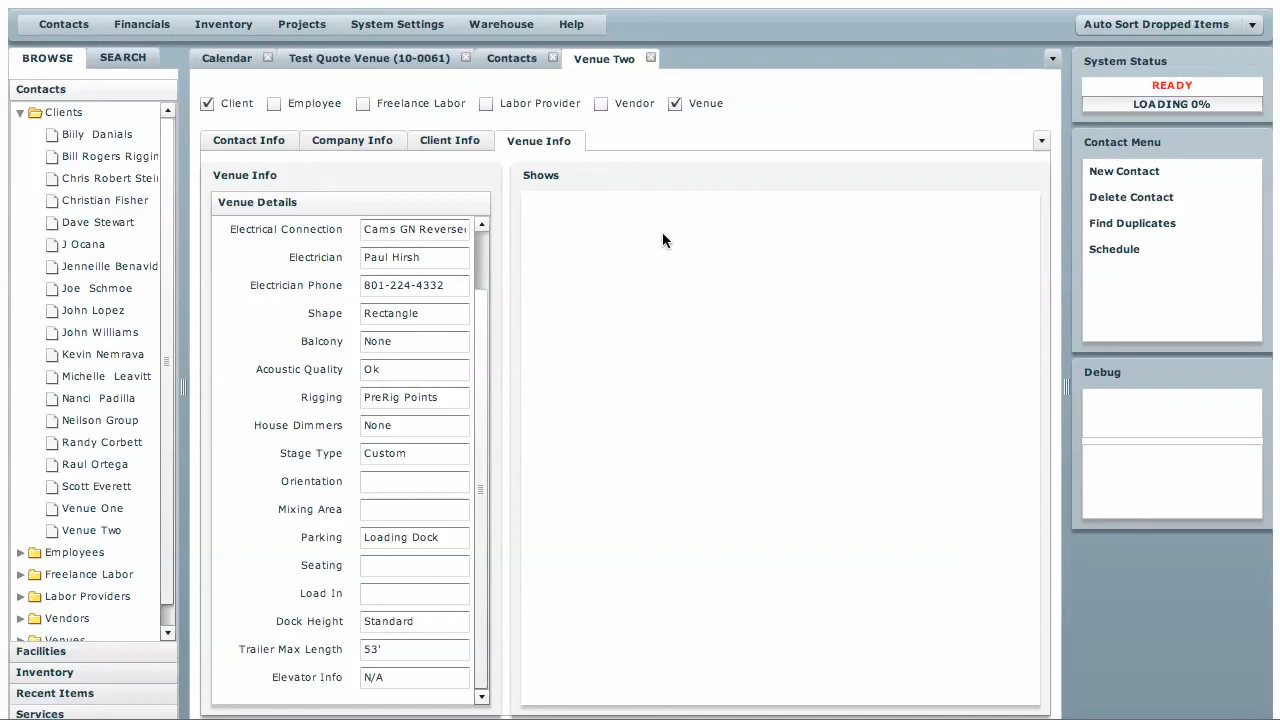 Contacts Financials Inventory Projects System Settings Warehouse Help Auto Sort Dropped Items
BROWSE SEARCH
Calendar Test Quote Venue (10-0061) Contacts Venue Two
Contacts
Clients
Biily Danials
Bill Rogers Riggin
Chris Robert Stei
Christian Fisher
Dave Stewart
J Ocana
Jenneille Benavid
Joe Schmoe
John Lopez
John Williams
Kevin Nemrava
Michelle Leavitt
Nanci Padilla
Neilson Group
Randy Corbett
Raul Ortega
Scott Everett
Venue One
Venue Two
Employees
Freelance Labor
Labor Providers
Vendors
Venues
Facilities
Inventory
Recent Items
Services
Client Employee Freelance Labor Labor Provider Vendor Venue
Contact Info Company Info Client Info Venue Info
Venue Info
Venue Details
Electrical Connection Cams GN Reversed
Electrician Paul Hirsh
Electrician Phone 801-224-4332
Shape Rectangle
Balcony None
Acoustic Quality Ok
Rigging PreRig Points
House Dimmers None
Stage Type Custom
Orientation
Mixing Area
Parking Loading Dock
Seating
Load In
Dock Height Standard
Trailer Max Length 53'
Elevator Info N/A
Shows
System Status
READY
LOADING 0%
Contact Menu
New Contact
Delete Contact
Find Duplicates
Schedule
Debug